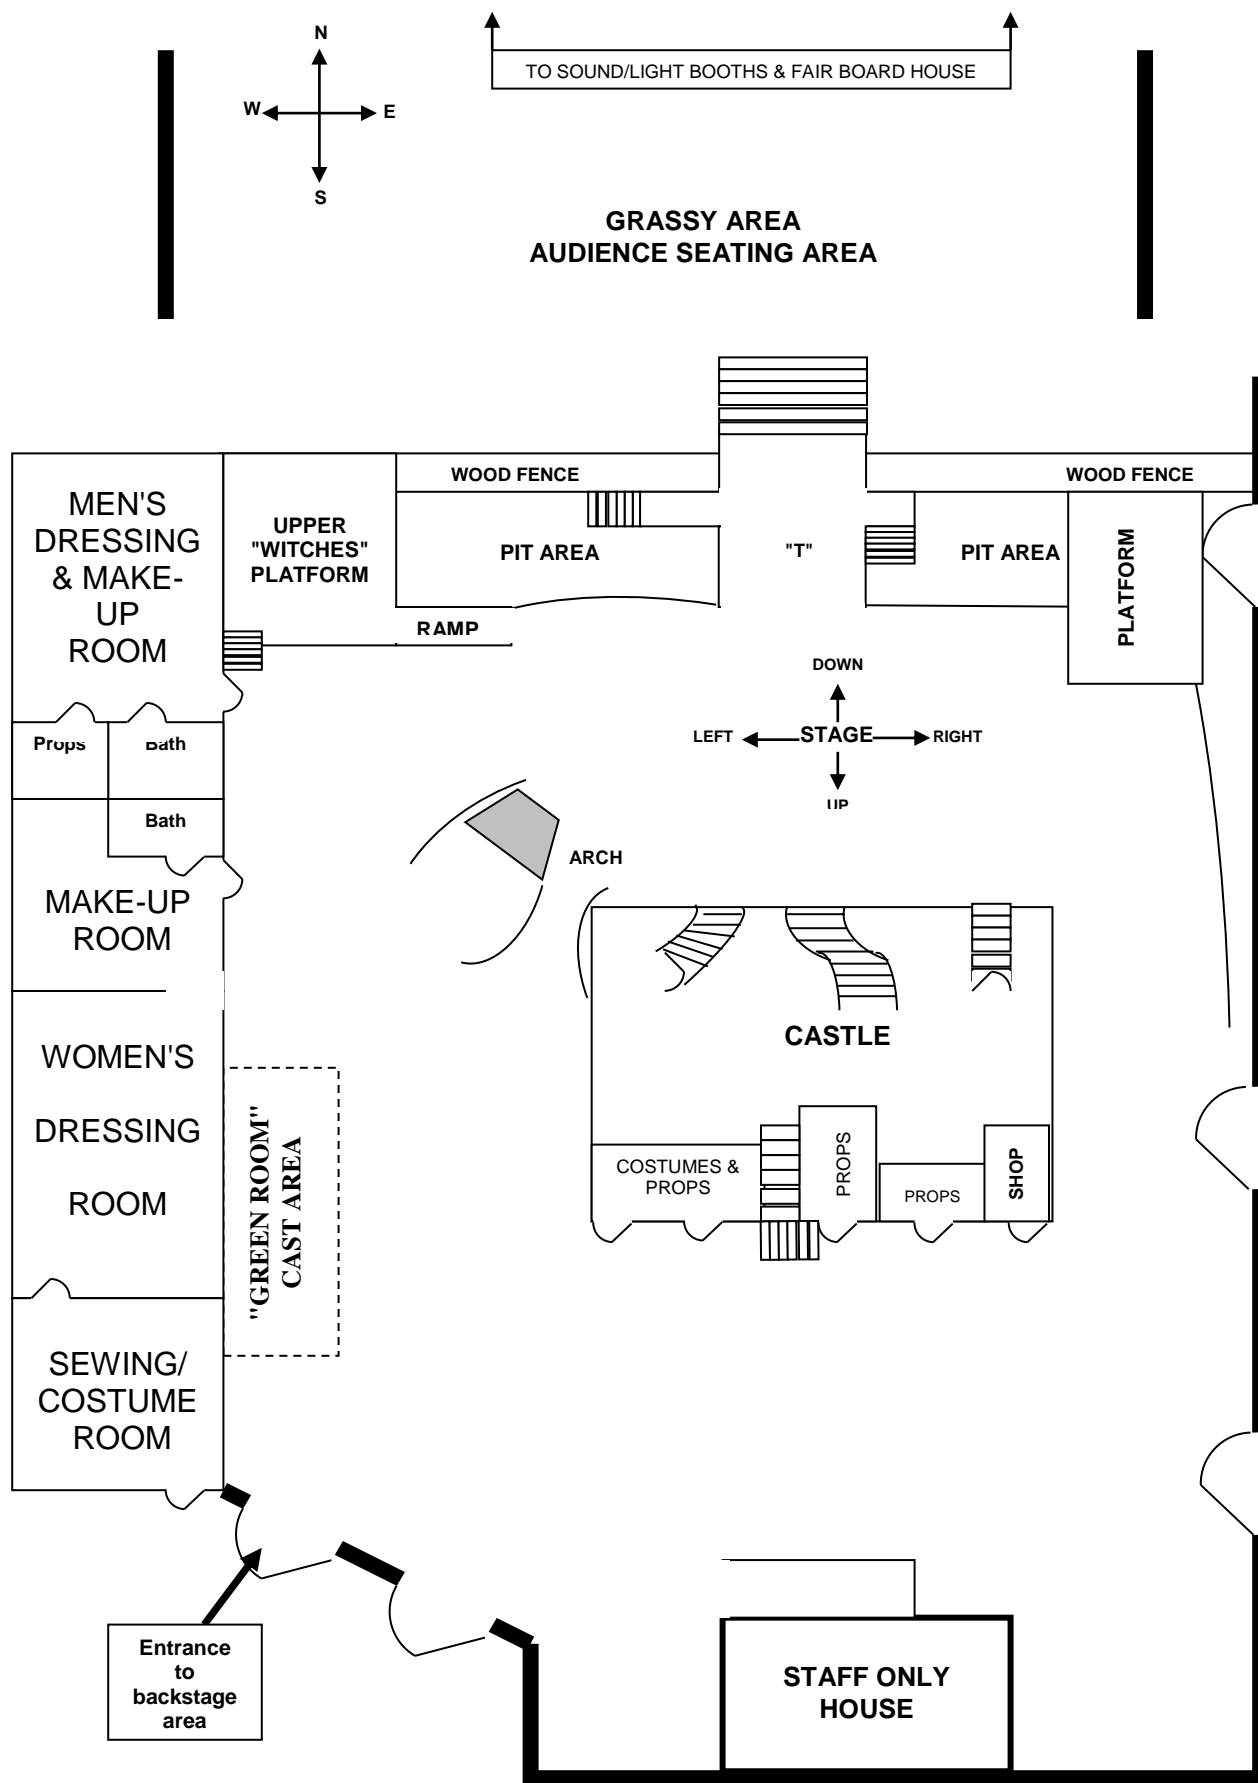 N
TO SOUND/LIGHT BOOTHS & FAIR BOARD HOUSE
W
E
S
GRASSY AREA
AUDIENCE SEATING AREA
WOOD FENCE
WOOD FENCE
MEN'S
DRESSING
& MAKE-
UP
ROOM
UPPER
"WITCHES"
PLATFORM
PIT AREA
"T"
PIT AREA
PLATFORM
RAMP
DOWN
LEFT
STAGE
RIGHT
UP
Props
Bath
Bath
ARCH
MAKE-UP
ROOM
CASTLE
WOMEN'S
DRESSING
ROOM
"GREEN ROOM"
CAST AREA
COSTUMES &
PROPS
PROPS
PROPS
SHOP
SEWING/
COSTUME
ROOM
Entrance
to
backstage
area
STAFF ONLY
HOUSE